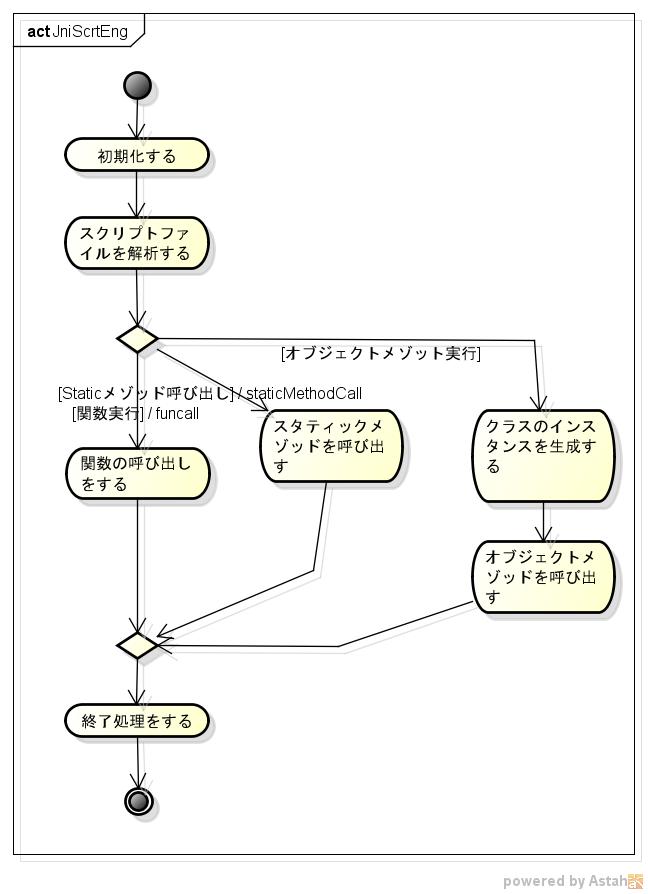 act JniScrtEng
初期化する
スクリプトファ
イルを解析する
[オブジェクトメゾット実行]
[Staticメゾッド呼び出し] / staticMethodCall
[関数実行] / funcall
スタティックメ
ゾッドを呼び出
す
クラスのインス
タンスを生成す
る
関数の呼び出し
をする
オブジェクトメ
ゾッドを呼び出
す
終了処理をする
powered by Astah